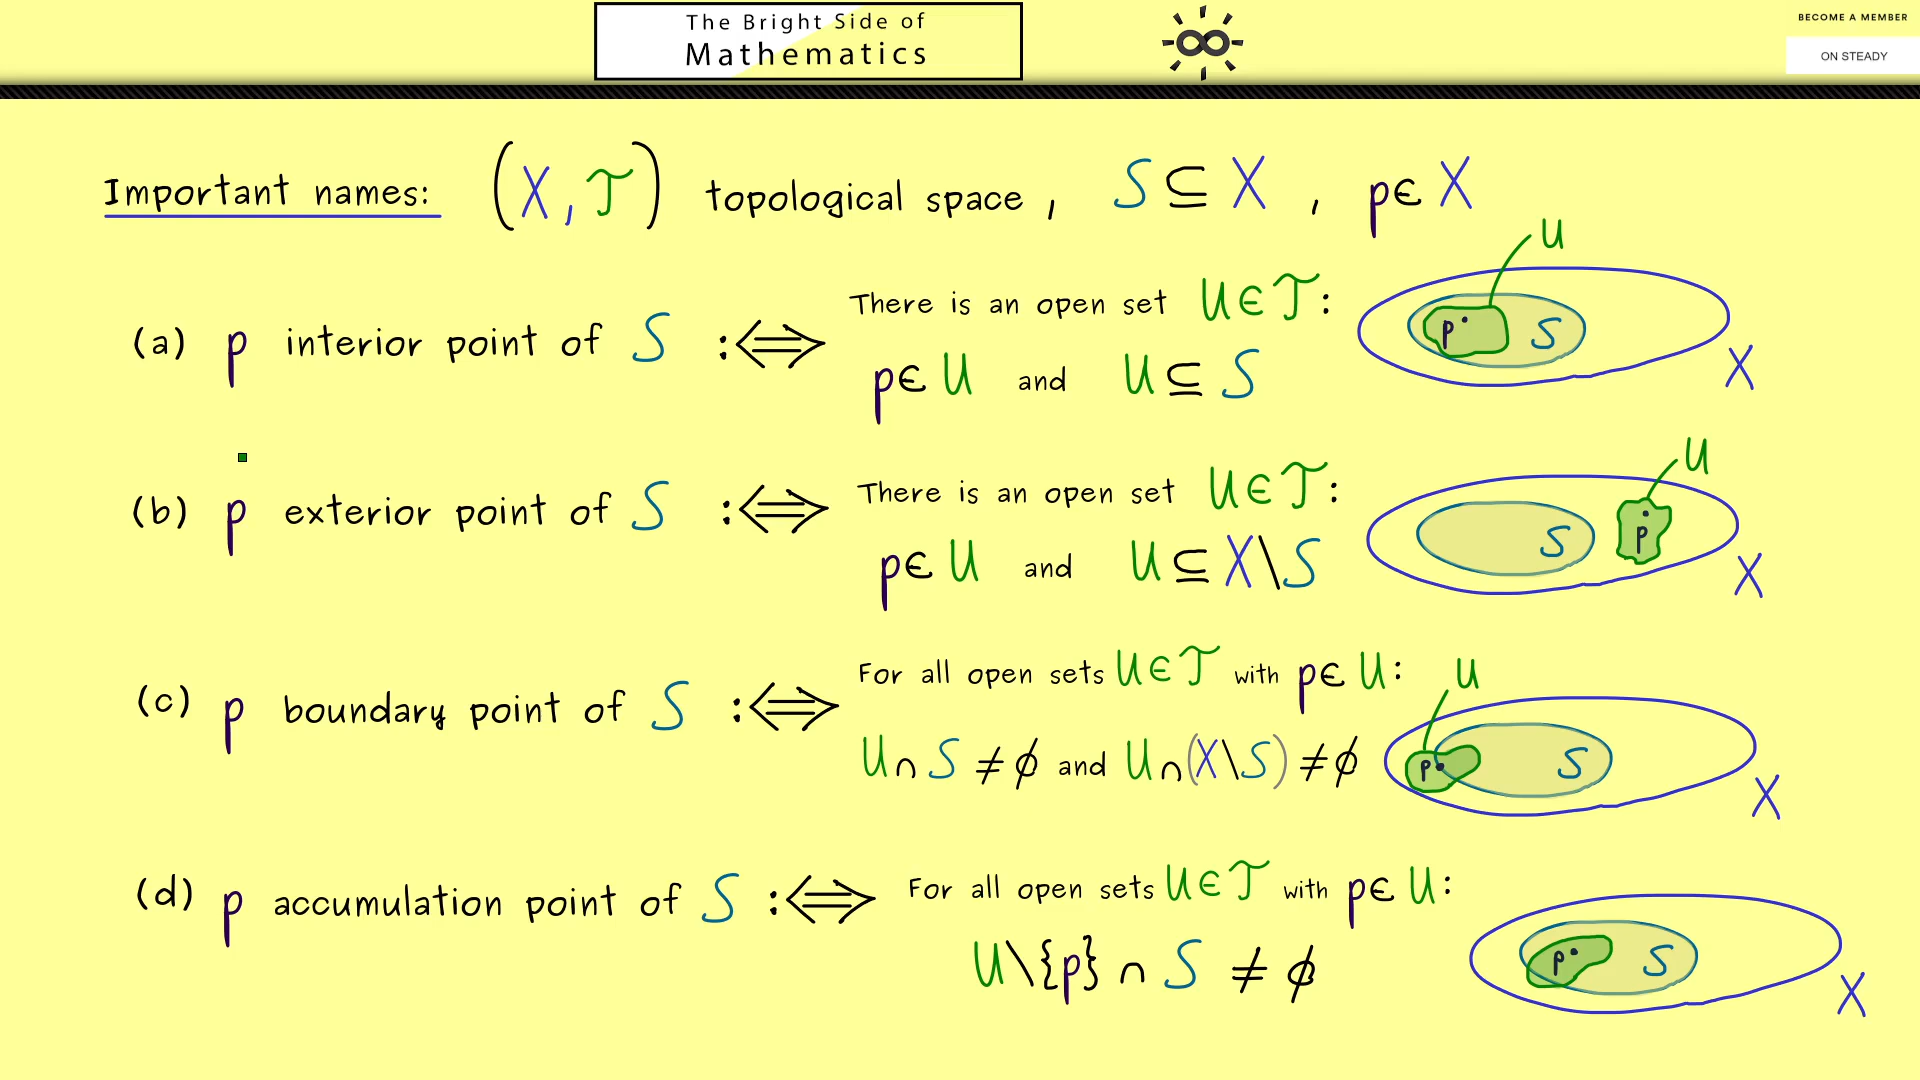 The Bright Side of
Mathematics
BECOME A MEMBER
ON STEADY
Important names: (X, 𝒯) topological space, S ⊆ X, p ∈ X
(a) p interior point of S :⟺ There is an open set U ∈ 𝒯:
p ∈ U and U ⊆ S
U
p S
X
(b) p exterior point of S :⟺ There is an open set U ∈ 𝒯:
p ∈ U and U ⊆ X\S
U
S p
X
(c) p boundary point of S :⟺ For all open sets U ∈ 𝒯 with p ∈ U:
U ∩ S ≠ ϕ and U ∩ (X\S) ≠ ϕ
U
p S
X
(d) p accumulation point of S :⟺ For all open sets U ∈ 𝒯 with p ∈ U:
U\{p} ∩ S ≠ ϕ
p S
X